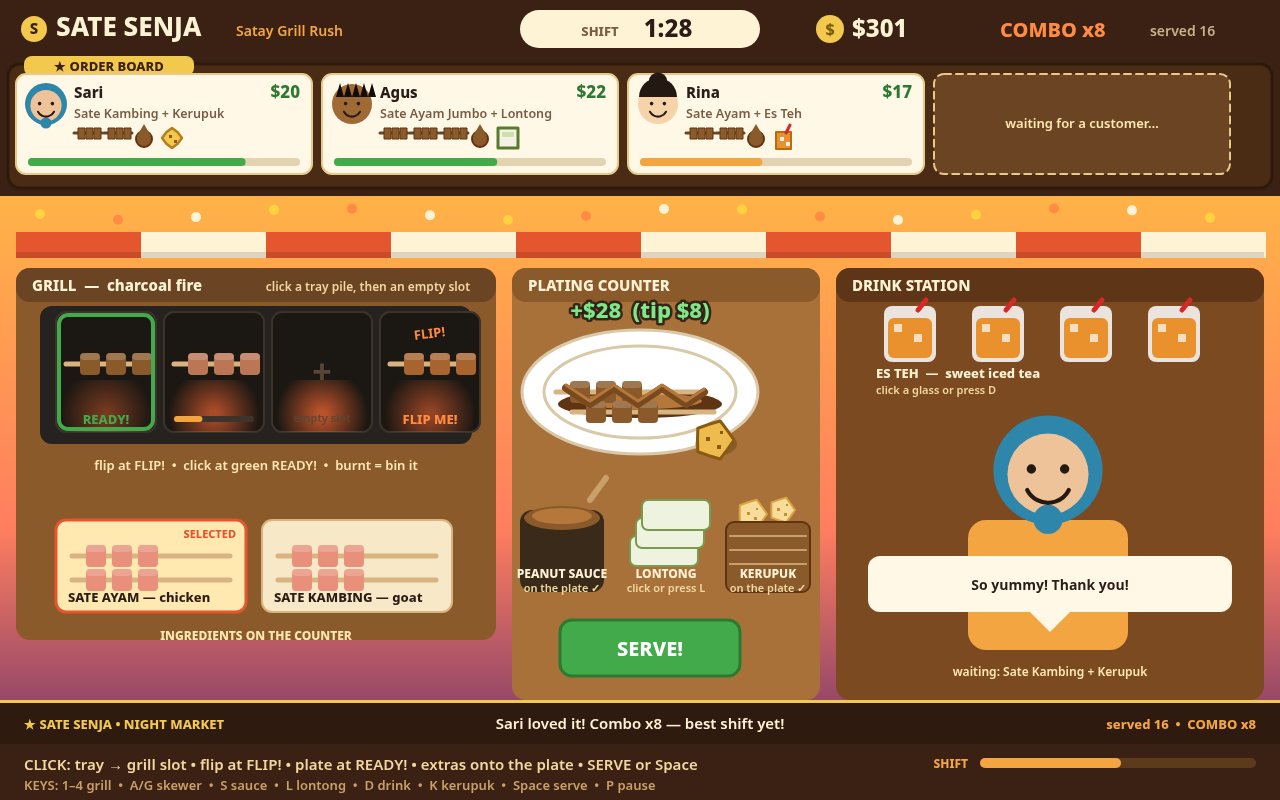 S SATE SENJA Satay Grill Rush SHIFT 1:28 $ $301 COMBO x8 served 16
★ ORDER BOARD
Sari $20
Sate Kambing + Kerupuk
Agus $22
Sate Ayam Jumbo + Lontong
Rina $17
Sate Ayam + Es Teh
waiting for a customer...
GRILL — charcoal fire click a tray pile, then an empty slot
READY!
+
empty slot
FLIP!
FLIP ME!
flip at FLIP! • click at green READY! • burnt = bin it
SELECTED
SATE AYAM — chicken
SATE KAMBING — goat
INGREDIENTS ON THE COUNTER
PLATING COUNTER
+$28 (tip $8)
PEANUT SAUCE
on the plate ✓
LONTONG
click or press L
KERUPUK
on the plate ✓
SERVE!
DRINK STATION
ES TEH — sweet iced tea
click a glass or press D
So yummy! Thank you!
waiting: Sate Kambing + Kerupuk
★ SATE SENJA • NIGHT MARKET Sari loved it! Combo x8 — best shift yet! served 16 • COMBO x8
CLICK: tray → grill slot • flip at FLIP! • plate at READY! • extras onto the plate • SERVE or Space SHIFT
KEYS: 1–4 grill • A/G skewer • S sauce • L lontong • D drink • K kerupuk • Space serve • P pause